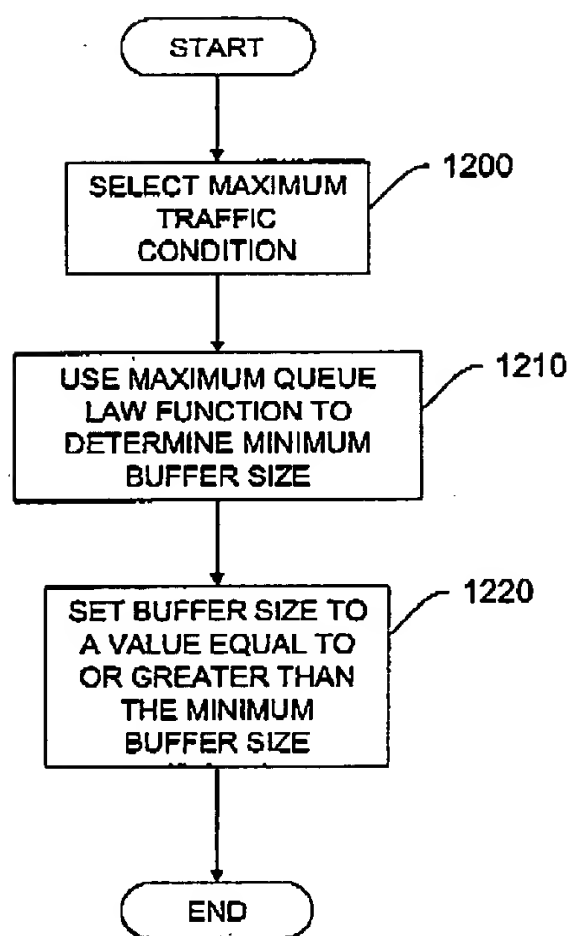 START
SELECT MAXIMUM
TRAFFIC
CONDITION
1200
USE MAXIMUM QUEUE
LAW FUNCTION TO
DETERMINE MINIMUM
BUFFER SIZE
1210
SET BUFFER SIZE TO
A VALUE EQUAL TO
OR GREATER THAN
THE MINIMUM
BUFFER SIZE
1220
END